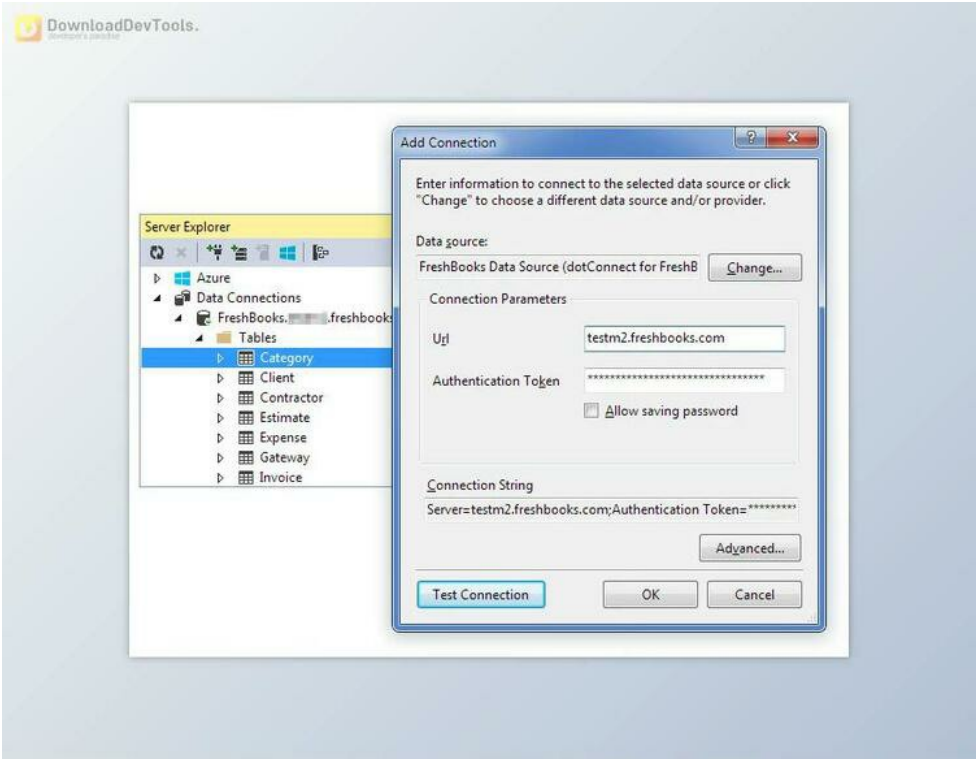 DownloadDevTools.
developer's paradise
Add Connection
Enter information to connect to the selected data source or click
"Change" to choose a different data source and/or provider.
Data source:
FreshBooks Data Source (dotConnect for FreshB
Change...
Connection Parameters
Url
testm2.freshbooks.com
Authentication Token
********************************
Allow saving password
Connection String
Server=testm2.freshbooks.com;Authentication Token=*********
Advanced...
Test Connection
OK
Cancel
Server Explorer
Azure
Data Connections
FreshBooks. .freshbooks
Tables
Category
Client
Contractor
Estimate
Expense
Gateway
Invoice